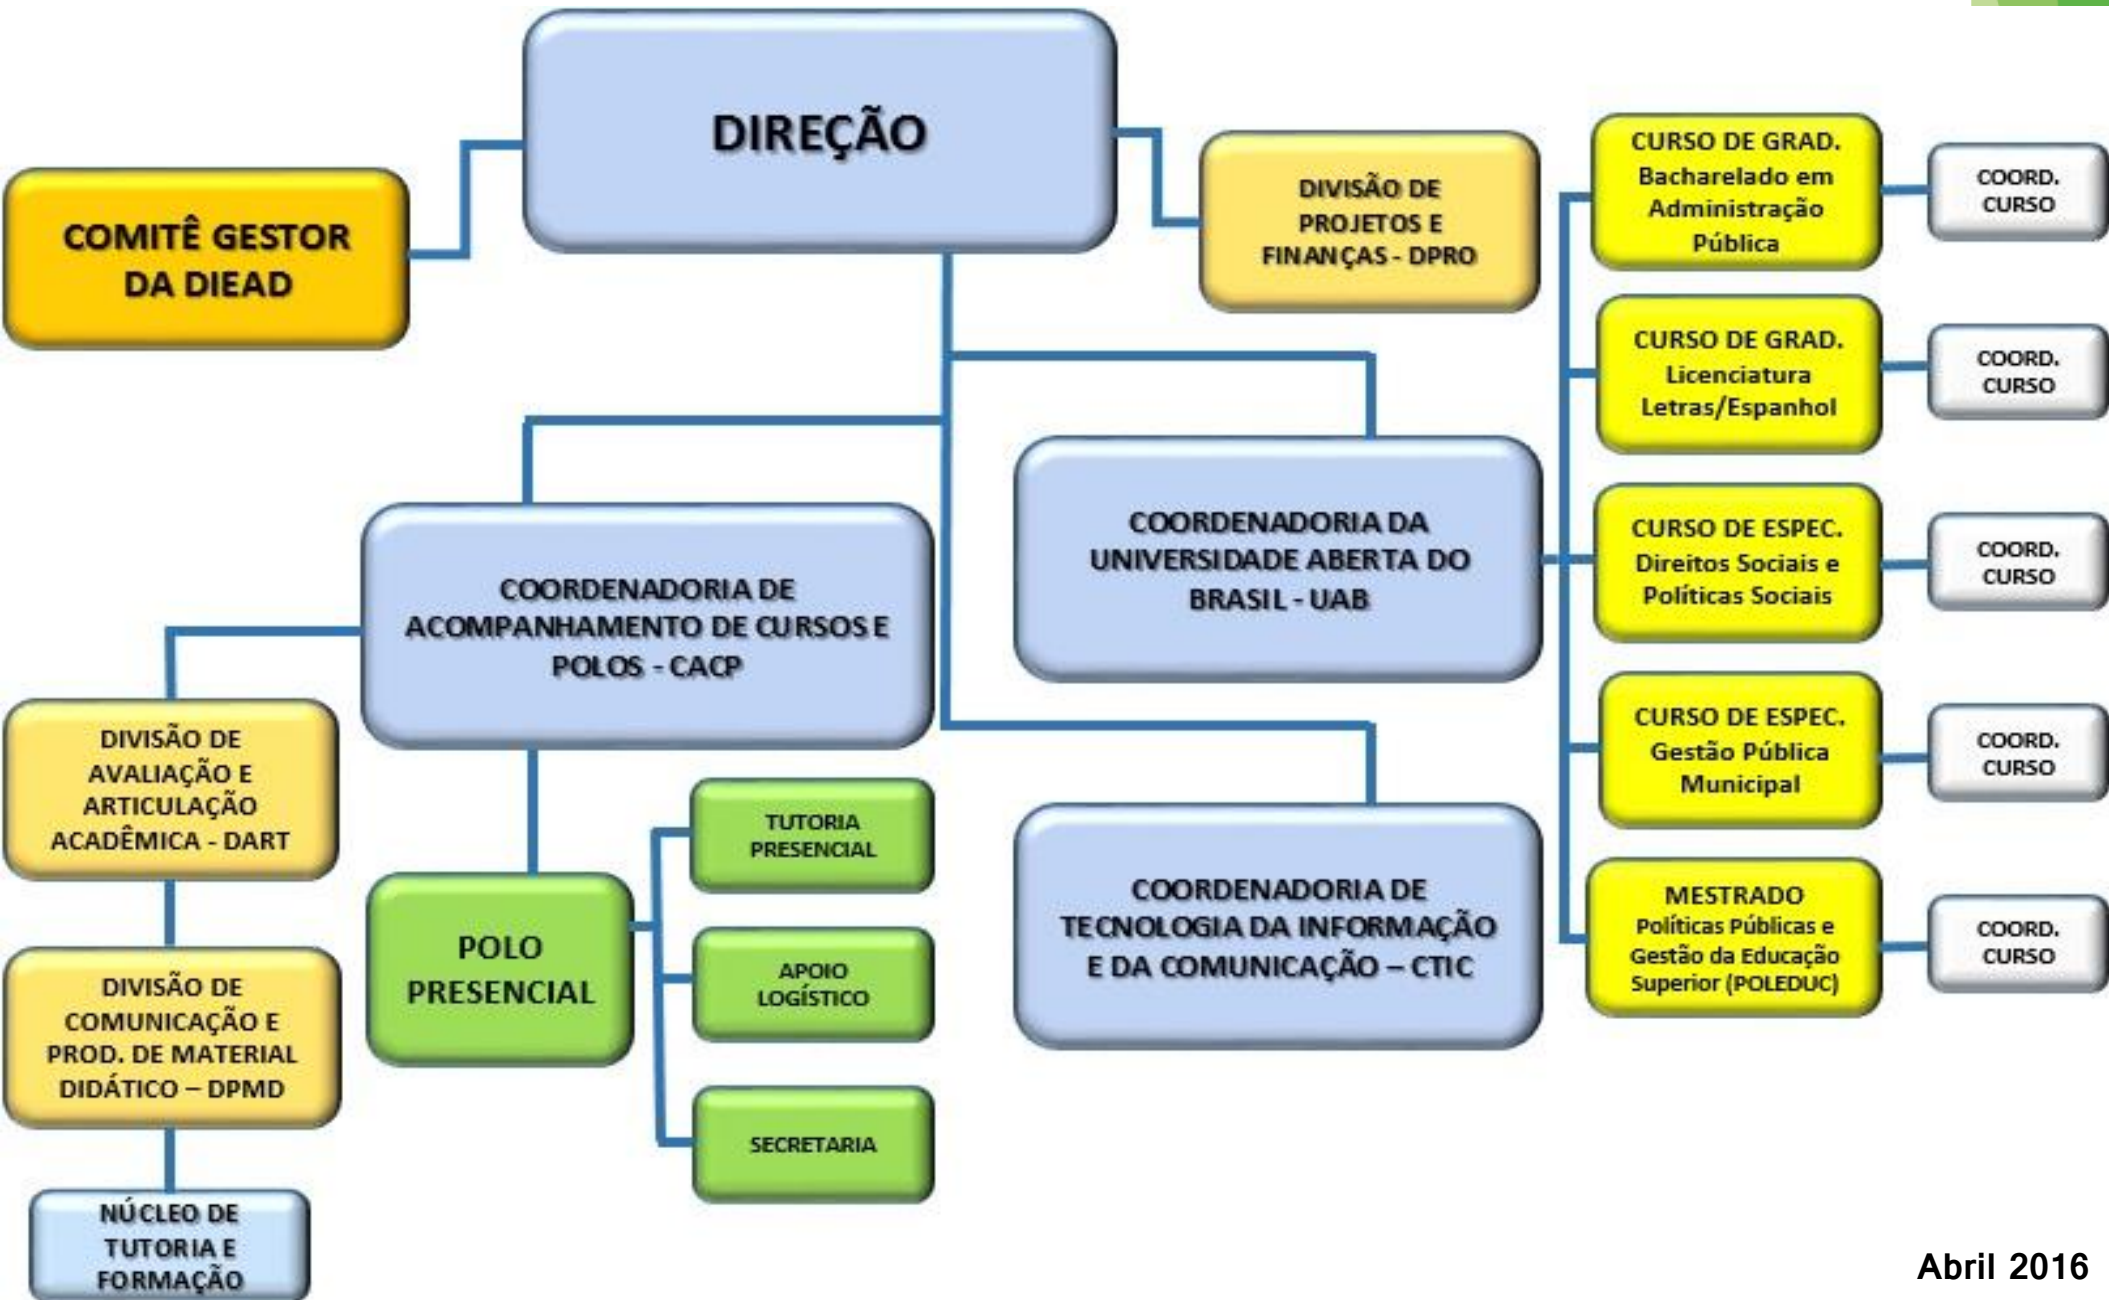 DIREÇÃO
COMITÊ GESTOR
DA DIEAD
DIVISÃO DE
PROJETOS E
FINANÇAS - DPRO
CURSO DE GRAD.
Bacharelado em
Administração
Pública
COORD.
CURSO
CURSO DE GRAD.
Licenciatura
Letras/Espanhol
COORD.
CURSO
COORDENADORIA DA
UNIVERSIDADE ABERTA DO
BRASIL - UAB
CURSO DE ESPEC.
Direitos Sociais e
Políticas Sociais
COORD.
CURSO
COORDENADORIA DE
ACOMPANHAMENTO DE CURSOS E
POLOS - CACP
CURSO DE ESPEC.
Gestão Pública
Municipal
COORD.
CURSO
DIVISÃO DE
AVALIAÇÃO E
ARTICULAÇÃO
ACADÊMICA - DART
TUTORIA
PRESENCIAL
COORDENADORIA DE
TECNOLOGIA DA INFORMAÇÃO
E DA COMUNICAÇÃO – CTIC
MESTRADO
Políticas Públicas e
Gestão da Educação
Superior (POLEDUC)
COORD.
CURSO
POLO
PRESENCIAL
APOIO
LOGÍSTICO
DIVISÃO DE
COMUNICAÇÃO E
PROD. DE MATERIAL
DIDÁTICO – DPMD
SECRETARIA
NÚCLEO DE
TUTORIA E
FORMAÇÃO
Abril 2016